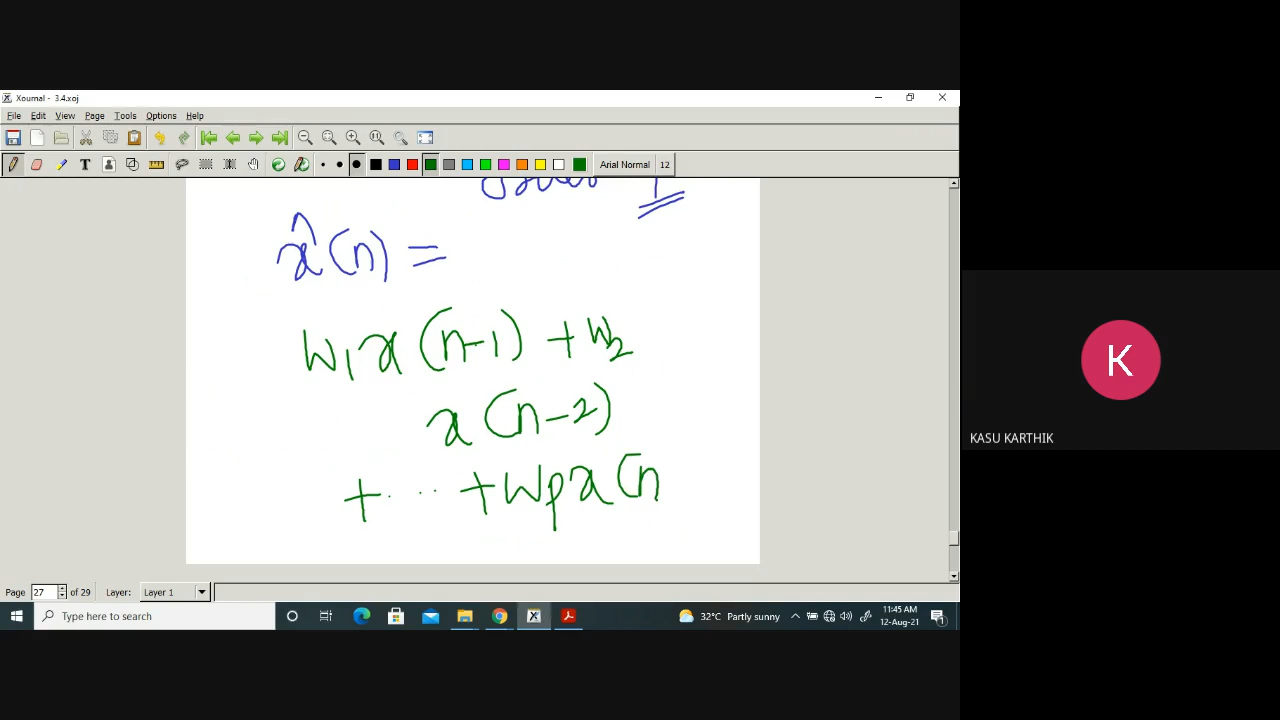 Xournal - 3.4.xoj
File Edit View Page Tools Options Help
T Arial Normal 12
x̂(n) =
w₁x(n-1) + w₂
x(n-2)
+ ... + wₚx(n
K
KASU KARTHIK
Page 27 of 29 Layer: Layer 1
Type here to search
32°C Partly sunny
11:45 AM
12-Aug-21
1